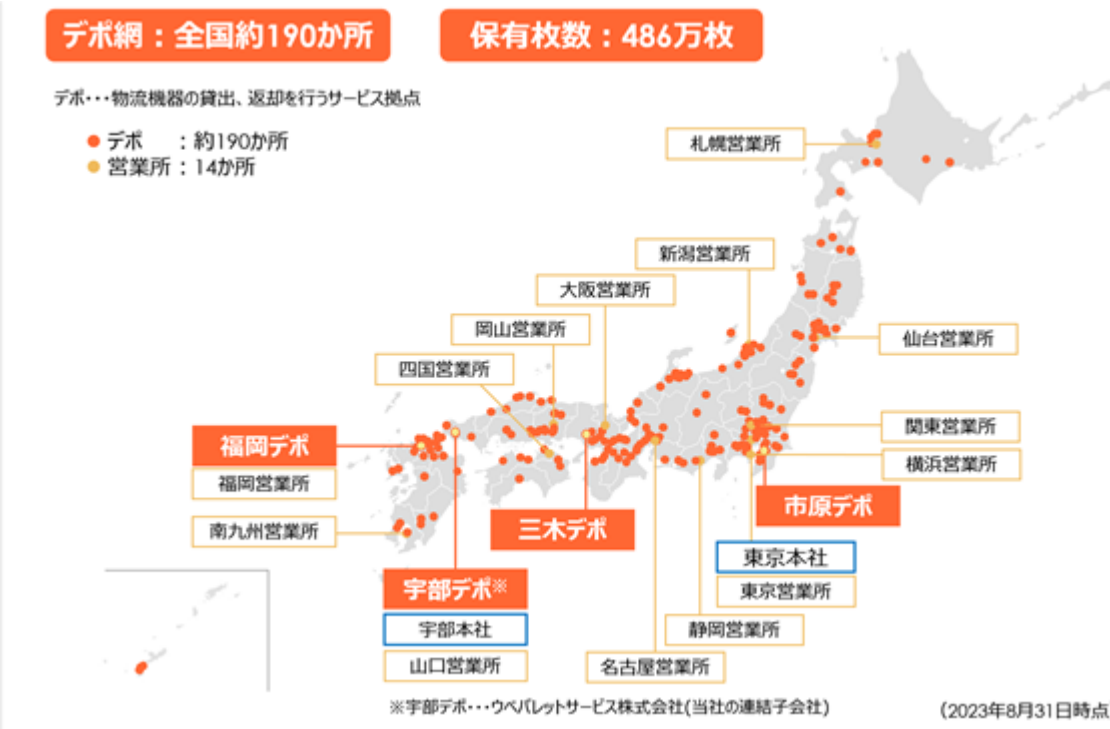 デポ網：全国約190か所
保有枚数：486万枚
デポ・・・物流機器の貸出、返却を行うサービス拠点
● デポ　：約190か所
● 営業所：14か所
札幌営業所
新潟営業所
大阪営業所
岡山営業所
仙台営業所
四国営業所
関東営業所
福岡デポ
横浜営業所
福岡営業所
市原デポ
南九州営業所
三木デポ
東京本社
宇部デポ※
東京営業所
宇部本社
静岡営業所
山口営業所
名古屋営業所
※宇部デポ・・・ウベパレットサービス株式会社(当社の連結子会社)
(2023年8月31日時点